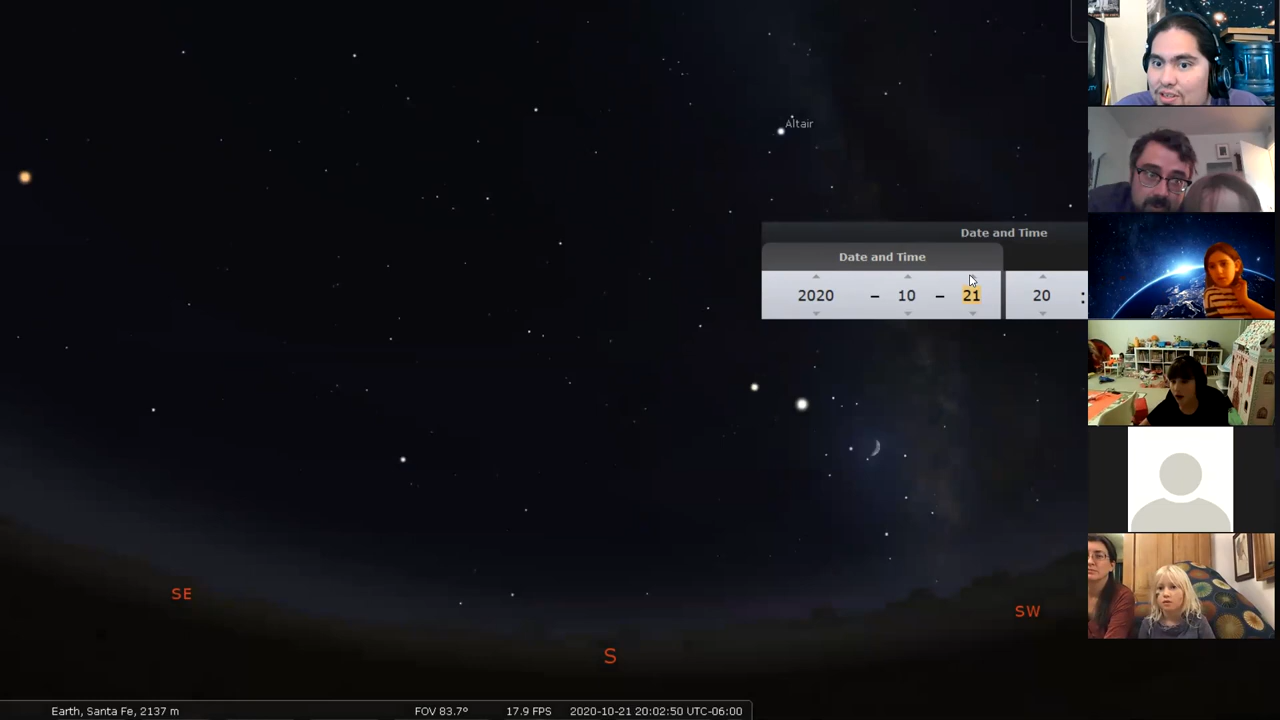 Altair
Date and Time
Date and Time
2020 - 10 - 21 20 :
SE
SW
S
Earth, Santa Fe, 2137 m FOV 83.7° 17.9 FPS 2020-10-21 20:02:50 UTC-06:00